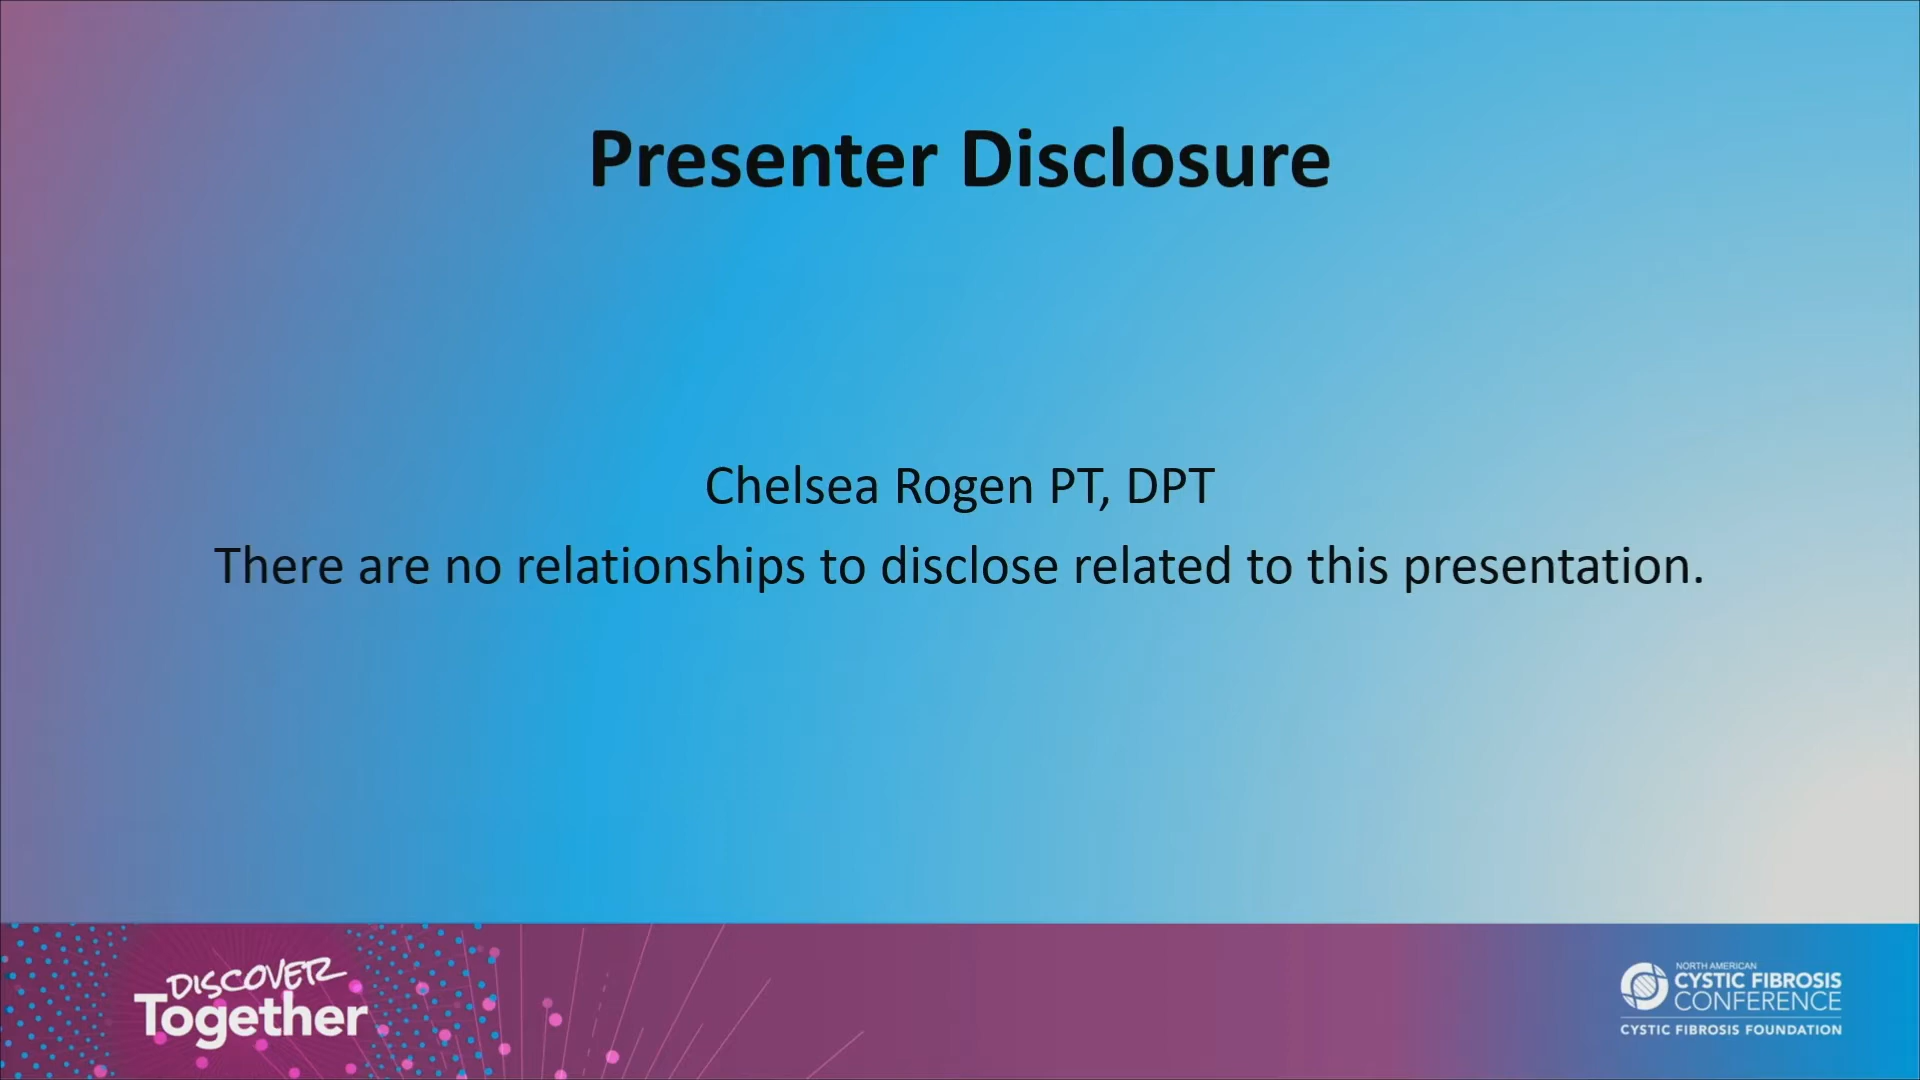 Presenter Disclosure
Chelsea Rogen PT, DPT
There are no relationships to disclose related to this presentation.
DISCOVER
Together
NORTH AMERICAN
CYSTIC FIBROSIS
CONFERENCE
CYSTIC FIBROSIS FOUNDATION